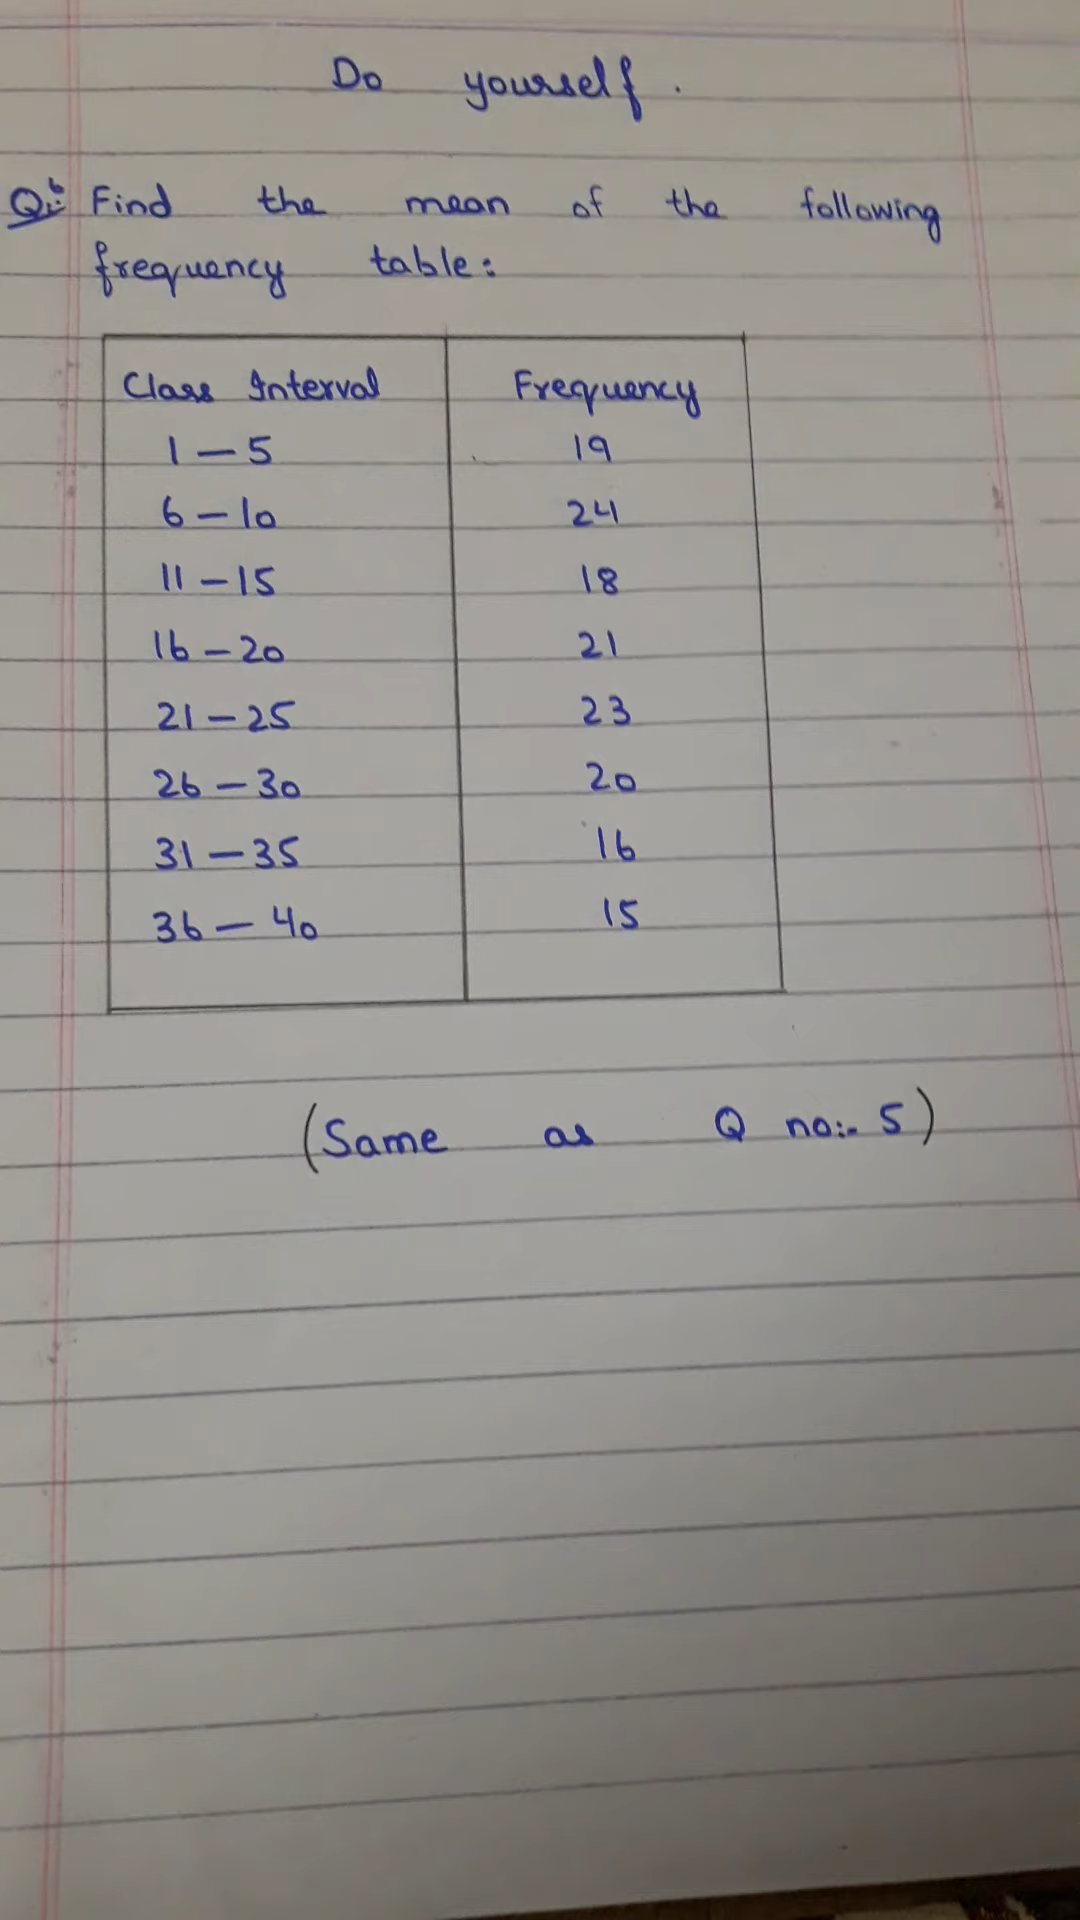 Do yourself.
Q:6 Find the mean of the following
frequency table:
Class Interval Frequency
1 — 5 19
6 — 10 24
11 — 15 18
16 — 20 21
21 — 25 23
26 — 30 20
31 — 35 16
36 — 40 15
(Same as Q no:- 5)